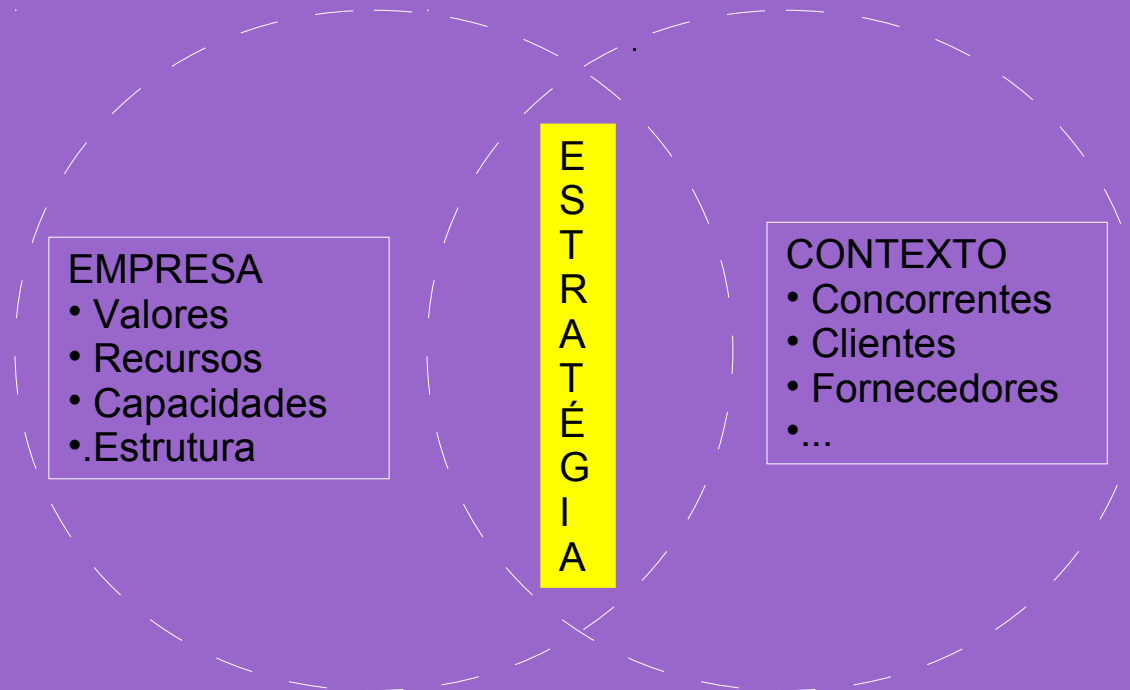 EMPRESA
• Valores
• Recursos
• Capacidades
•.Estrutura
E
S
T
R
A
T
É
G
I
A
CONTEXTO
• Concorrentes
• Clientes
• Fornecedores
•...